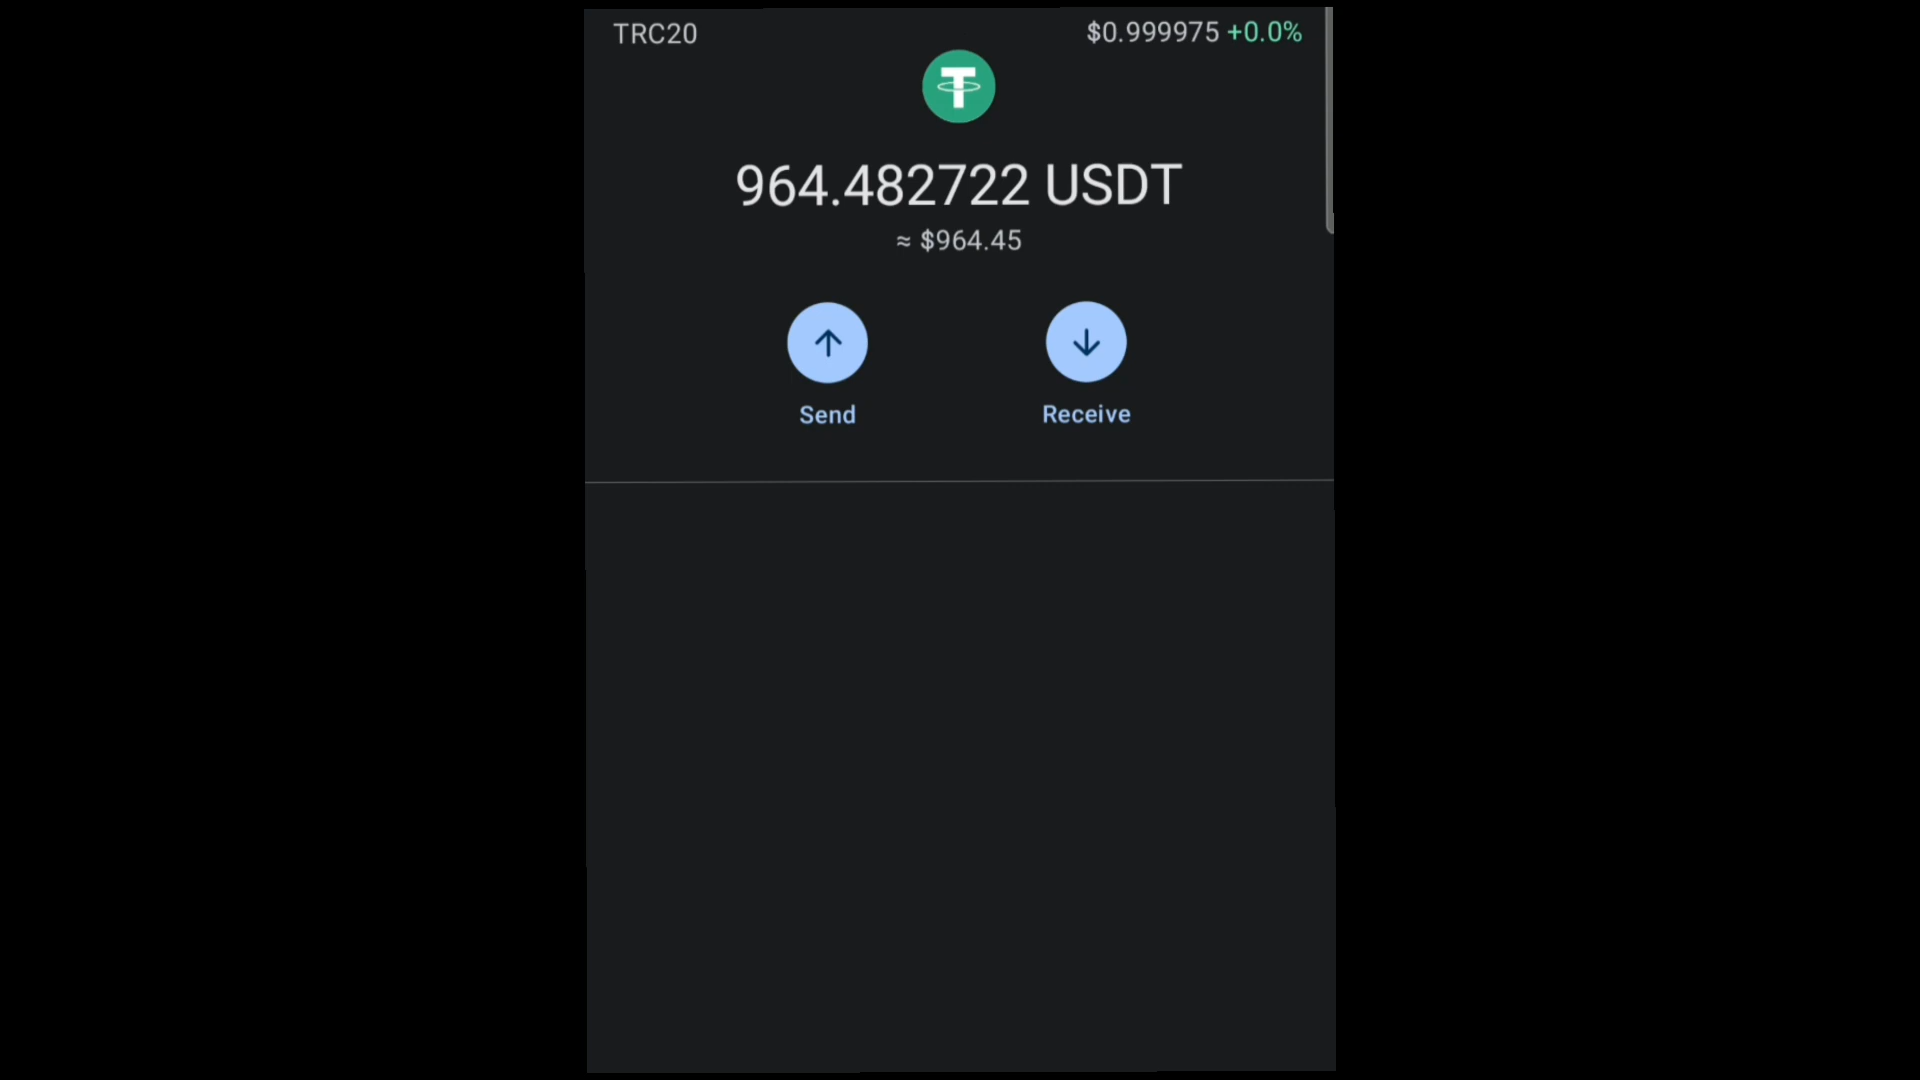 TRC20
$0.999975 +0.0%
964.482722 USDT
≈ $964.45
Send
Receive